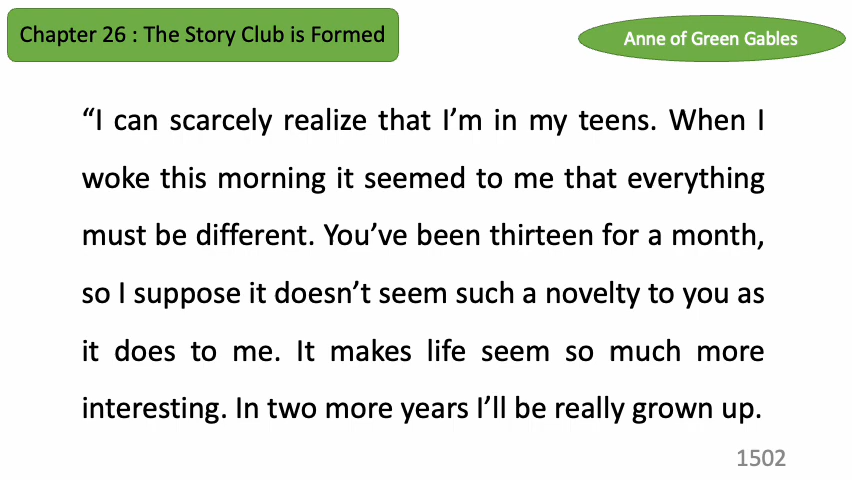 Chapter 26 : The Story Club is Formed
Anne of Green Gables
“I can scarcely realize that I’m in my teens. When I
woke this morning it seemed to me that everything
must be different. You’ve been thirteen for a month,
so I suppose it doesn’t seem such a novelty to you as
it does to me. It makes life seem so much more
interesting. In two more years I’ll be really grown up.
1502